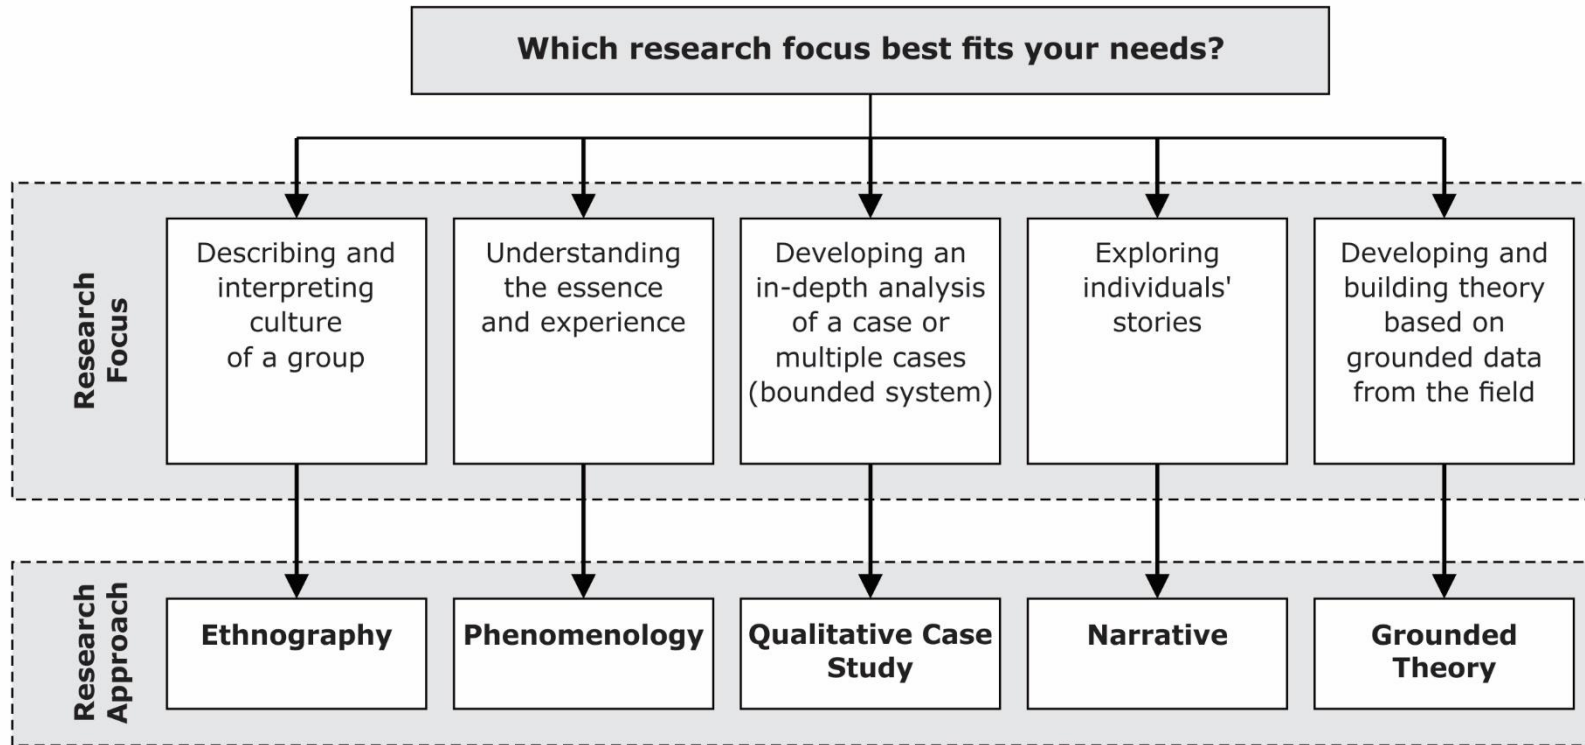 Which research focus best fits your needs?
Research
Focus
Describing and
interpreting
culture
of a group
Understanding
the essence
and experience
Developing an
in-depth analysis
of a case or
multiple cases
(bounded system)
Exploring
individuals'
stories
Developing and
building theory
based on
grounded data
from the field
Research
Approach
Ethnography
Phenomenology
Qualitative Case
Study
Narrative
Grounded
Theory